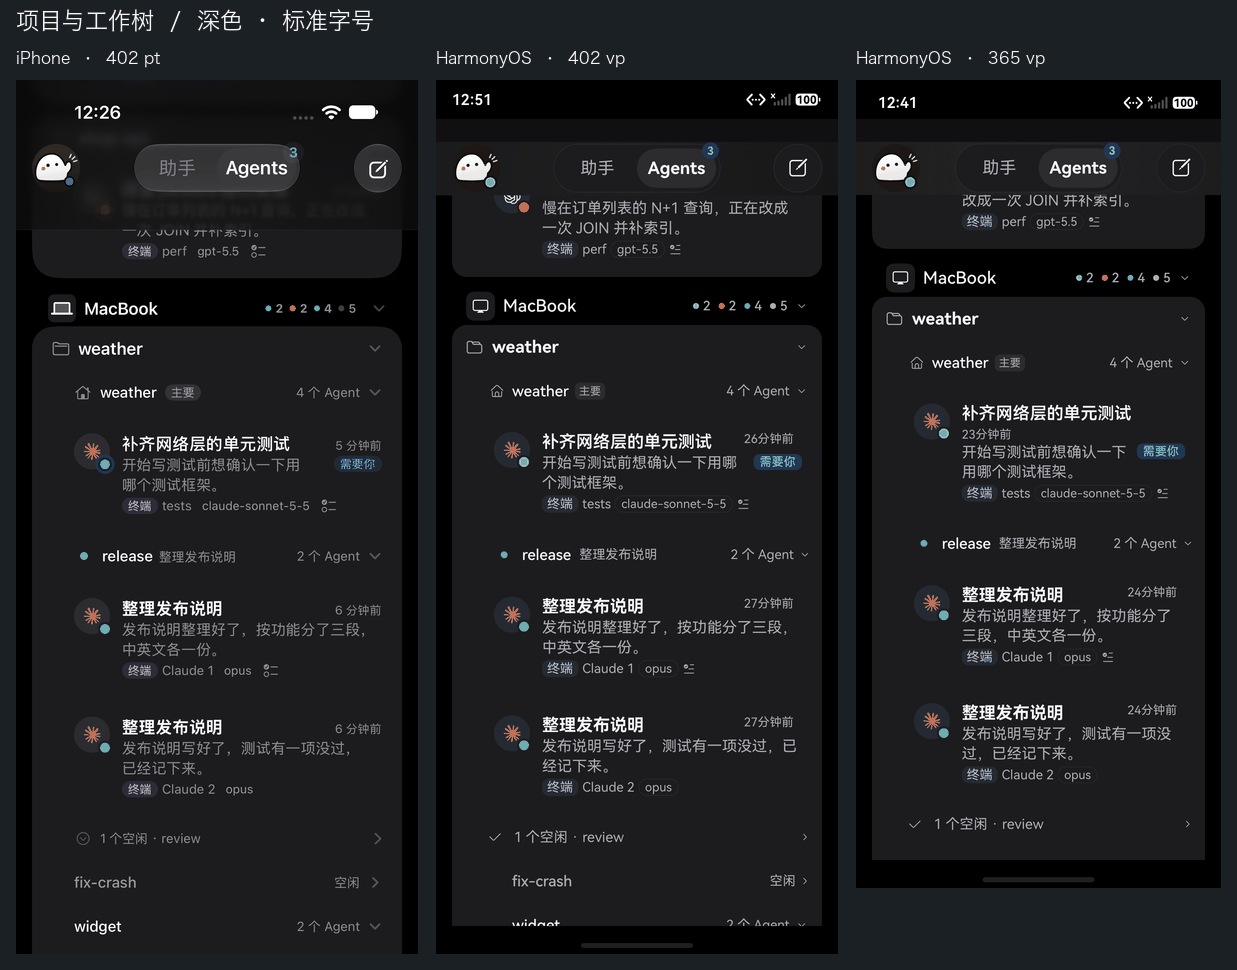 项目与工作树 / 深色 · 标准字号
iPhone · 402 pt
12:26
助手 Agents 3
一次 JOIN 并补索引。
终端 perf gpt-5.5
MacBook 2 2 4 5
weather
weather 主要 4 个 Agent
补齐网络层的单元测试 5 分钟前
开始写测试前想确认一下用 需要你
哪个测试框架。
终端 tests claude-sonnet-5-5
release 整理发布说明 2 个 Agent
整理发布说明 6 分钟前
发布说明整理好了，按功能分了三段，
中英文各一份。
终端 Claude 1 opus
整理发布说明 6 分钟前
发布说明写好了，测试有一项没过，
已经记下来。
终端 Claude 2 opus
1 个空闲 · review
fix-crash 空闲
widget 2 个 Agent
HarmonyOS · 402 vp
12:51 100
助手 Agents 3
慢在订单列表的 N+1 查询，正在改成
一次 JOIN 并补索引。
终端 perf gpt-5.5
MacBook 2 2 4 5
weather
weather 主要 4 个 Agent
补齐网络层的单元测试 26分钟前
开始写测试前想确认一下用哪 需要你
个测试框架。
终端 tests claude-sonnet-5-5
release 整理发布说明 2 个 Agent
整理发布说明 27分钟前
发布说明整理好了，按功能分了三段，
中英文各一份。
终端 Claude 1 opus
整理发布说明 27分钟前
发布说明写好了，测试有一项没过，已
经记下来。
终端 Claude 2 opus
1 个空闲 · review
fix-crash 空闲
widget 2 个 Agent
HarmonyOS · 365 vp
12:41 100
助手 Agents 3
改成一次 JOIN 并补索引。
终端 perf gpt-5.5
MacBook 2 2 4 5
weather
weather 主要 4 个 Agent
补齐网络层的单元测试
23分钟前
开始写测试前想确认一下 需要你
用哪个测试框架。
终端 tests claude-sonnet-5-5
release 整理发布说明 2 个 Agent
整理发布说明 24分钟前
发布说明整理好了，按功能分了
三段，中英文各一份。
终端 Claude 1 opus
整理发布说明 24分钟前
发布说明写好了，测试有一项没
过，已经记下来。
终端 Claude 2 opus
1 个空闲 · review